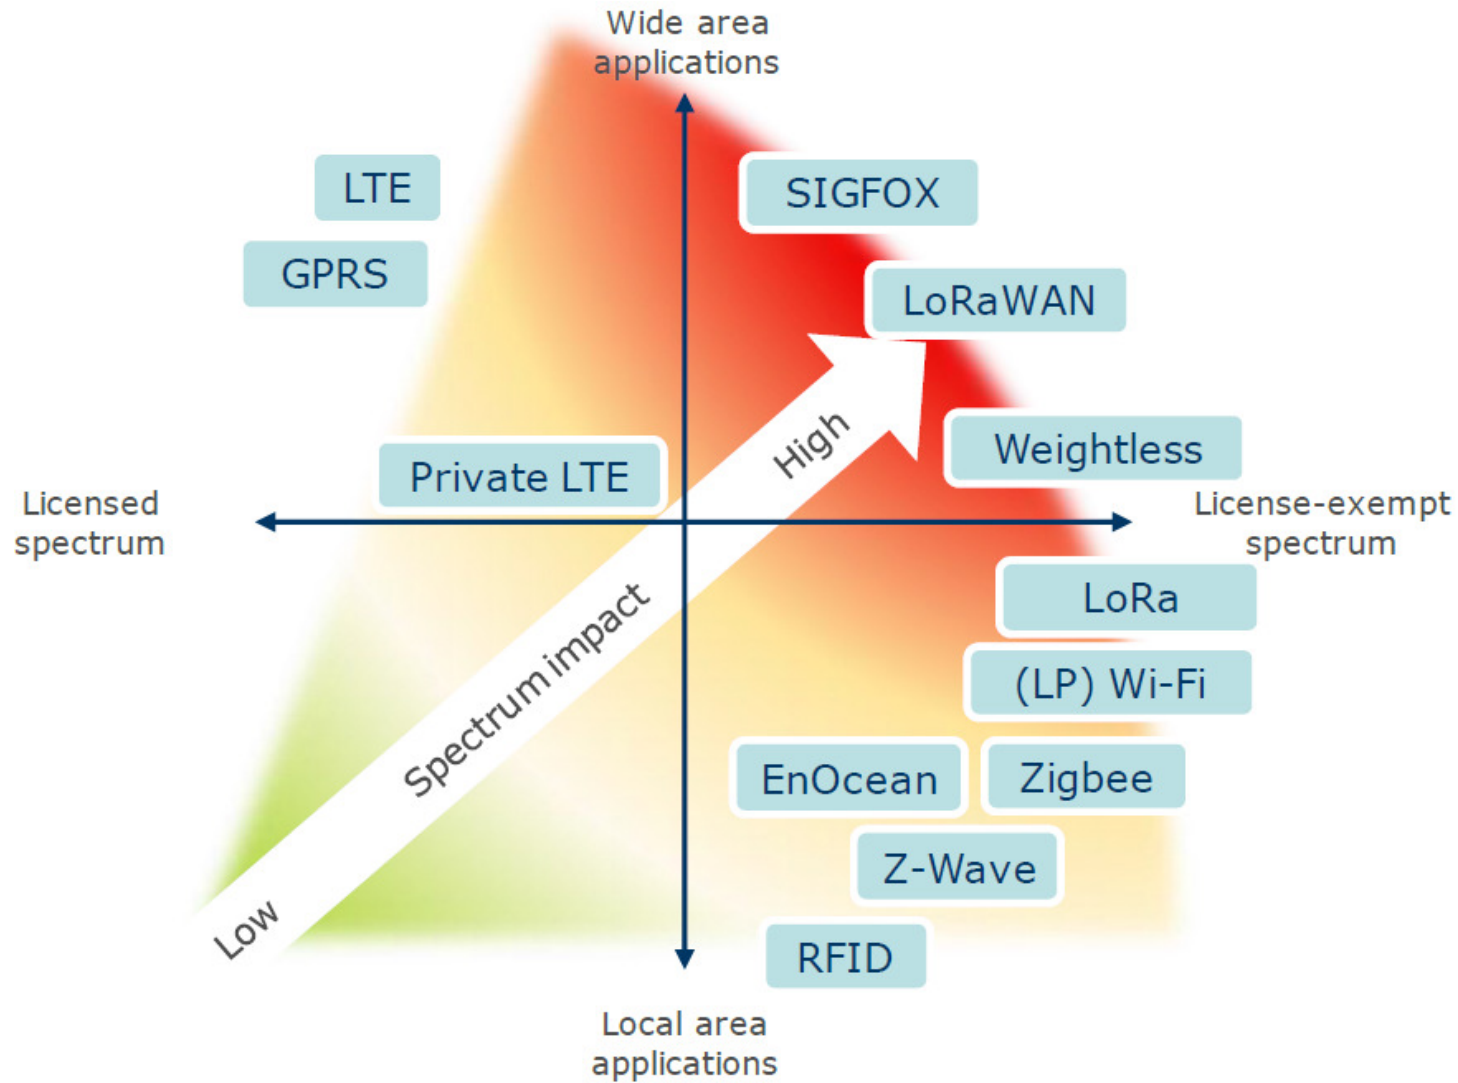 Wide area
applications
LTE
SIGFOX
GPRS
LoRaWAN
High
Private LTE
Weightless
Licensed
spectrum
License-exempt
spectrum
Spectrum impact
LoRa
(LP) Wi-Fi
EnOcean
Zigbee
Z-Wave
Low
RFID
Local area
applications